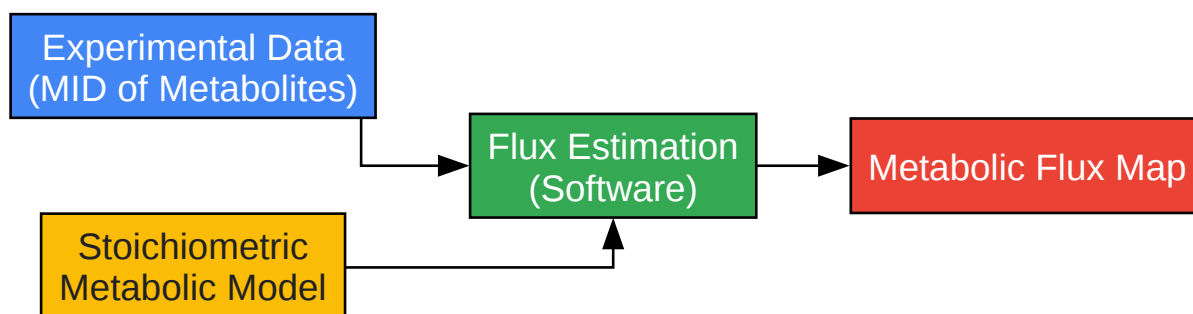 Experimental Data
(MID of Metabolites)
Flux Estimation
(Software)
Metabolic Flux Map
Stoichiometric
Metabolic Model